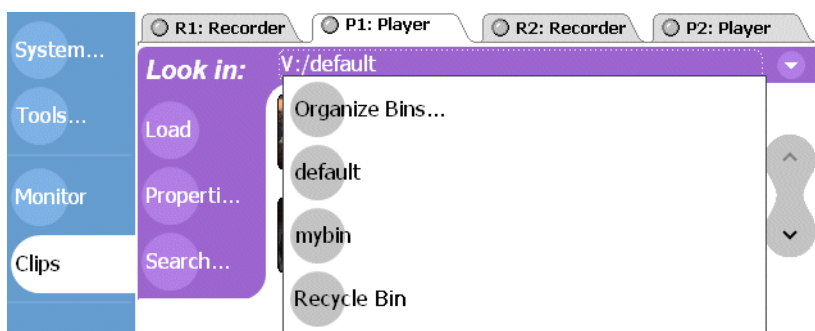 R1: Recorder
P1: Player
R2: Recorder
P2: Player
System...
Tools...
Monitor
Clips
Look in:
V:/default
Load
Properti...
Search...
Organize Bins...
default
mybin
Recycle Bin